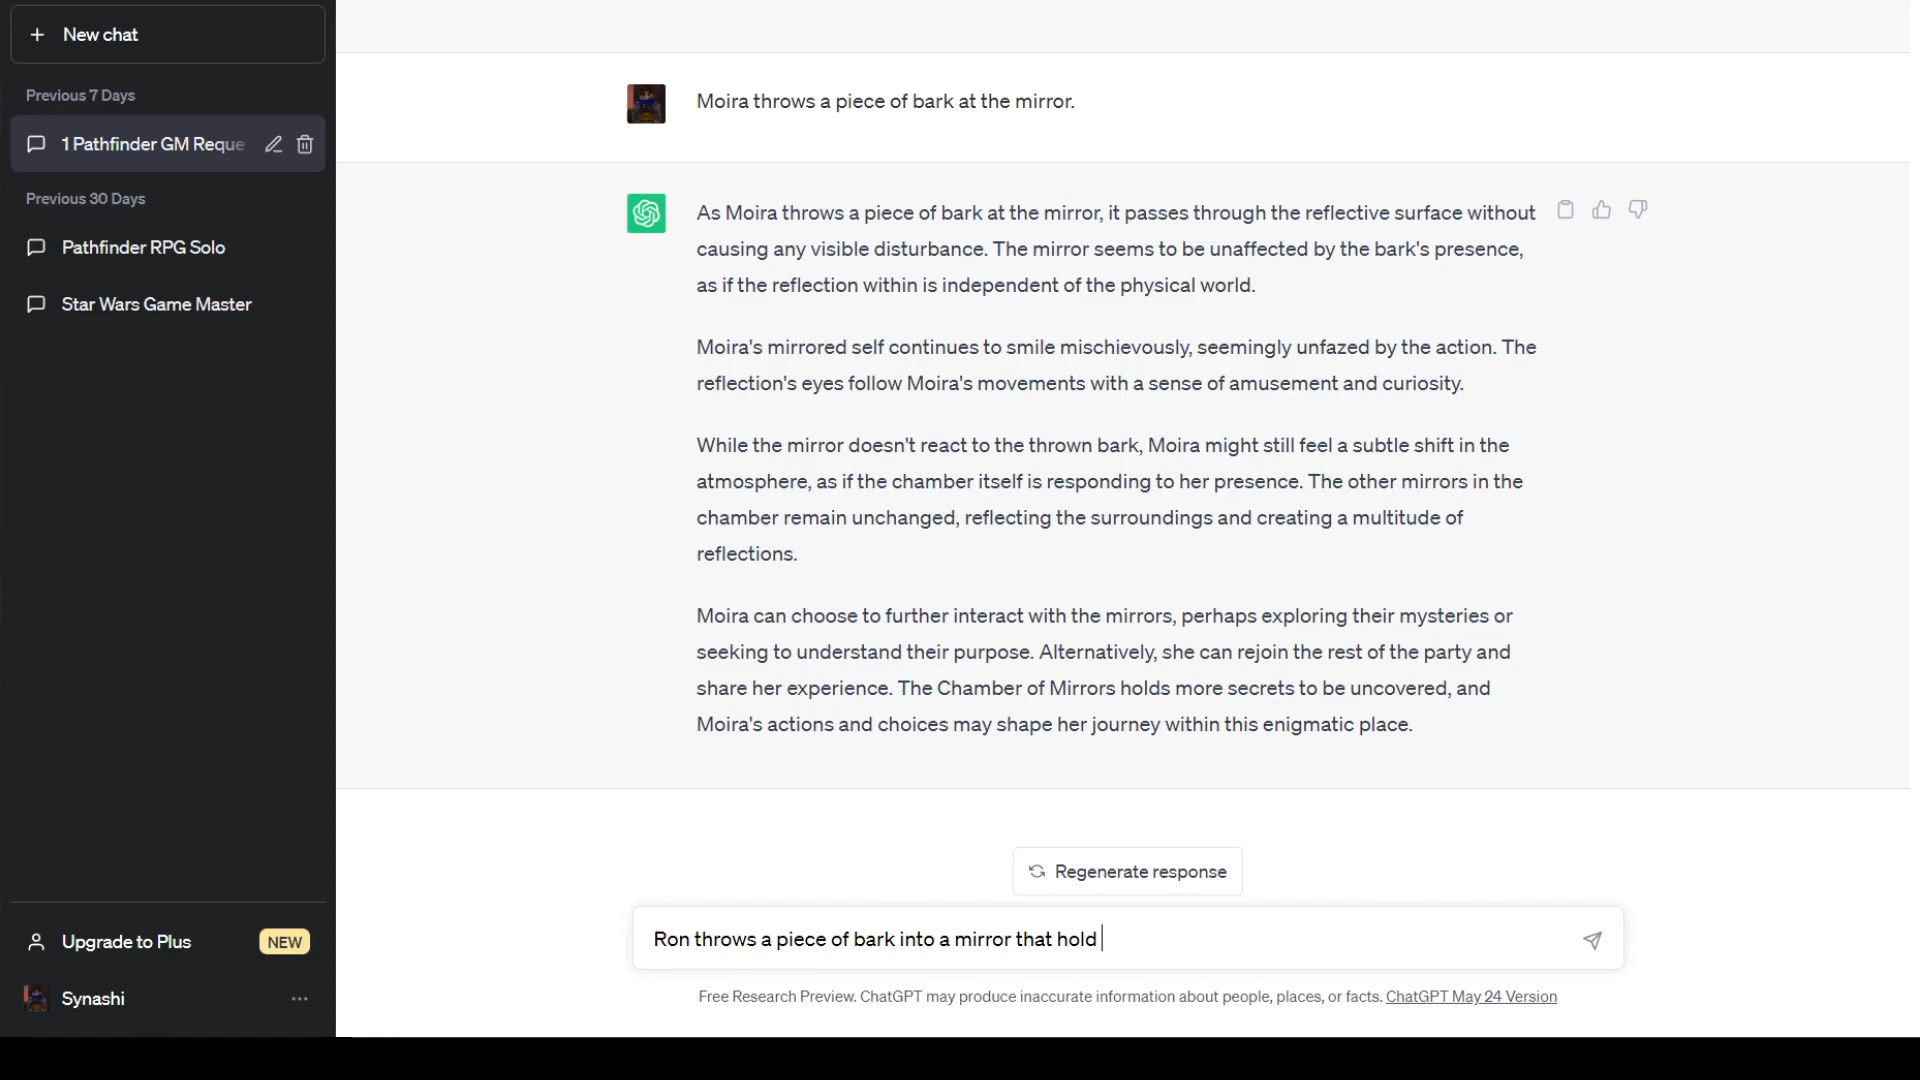 New chat
Previous 7 Days
1 Pathfinder GM Reque
Previous 30 Days
Pathfinder RPG Solo
Star Wars Game Master
Upgrade to Plus
NEW
Synashi
Moira throws a piece of bark at the mirror.
As Moira throws a piece of bark at the mirror, it passes through the reflective surface without
causing any visible disturbance. The mirror seems to be unaffected by the bark's presence,
as if the reflection within is independent of the physical world.
Moira's mirrored self continues to smile mischievously, seemingly unfazed by the action. The
reflection's eyes follow Moira's movements with a sense of amusement and curiosity.
While the mirror doesn't react to the thrown bark, Moira might still feel a subtle shift in the
atmosphere, as if the chamber itself is responding to her presence. The other mirrors in the
chamber remain unchanged, reflecting the surroundings and creating a multitude of
reflections.
Moira can choose to further interact with the mirrors, perhaps exploring their mysteries or
seeking to understand their purpose. Alternatively, she can rejoin the rest of the party and
share her experience. The Chamber of Mirrors holds more secrets to be uncovered, and
Moira's actions and choices may shape her journey within this enigmatic place.
Regenerate response
Ron throws a piece of bark into a mirror that hold
Free Research Preview. ChatGPT may produce inaccurate information about people, places, or facts. ChatGPT May 24 Version